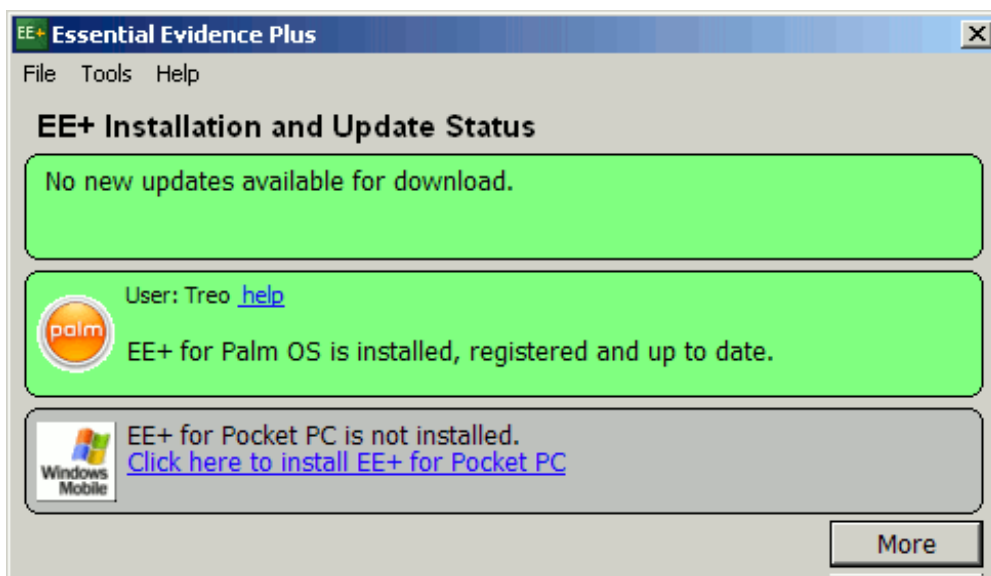 EE+ Essential Evidence Plus
File Tools Help
EE+ Installation and Update Status
No new updates available for download.
User: Treo help
palm
EE+ for Palm OS is installed, registered and up to date.
EE+ for Pocket PC is not installed.
Click here to install EE+ for Pocket PC
Windows
Mobile
More